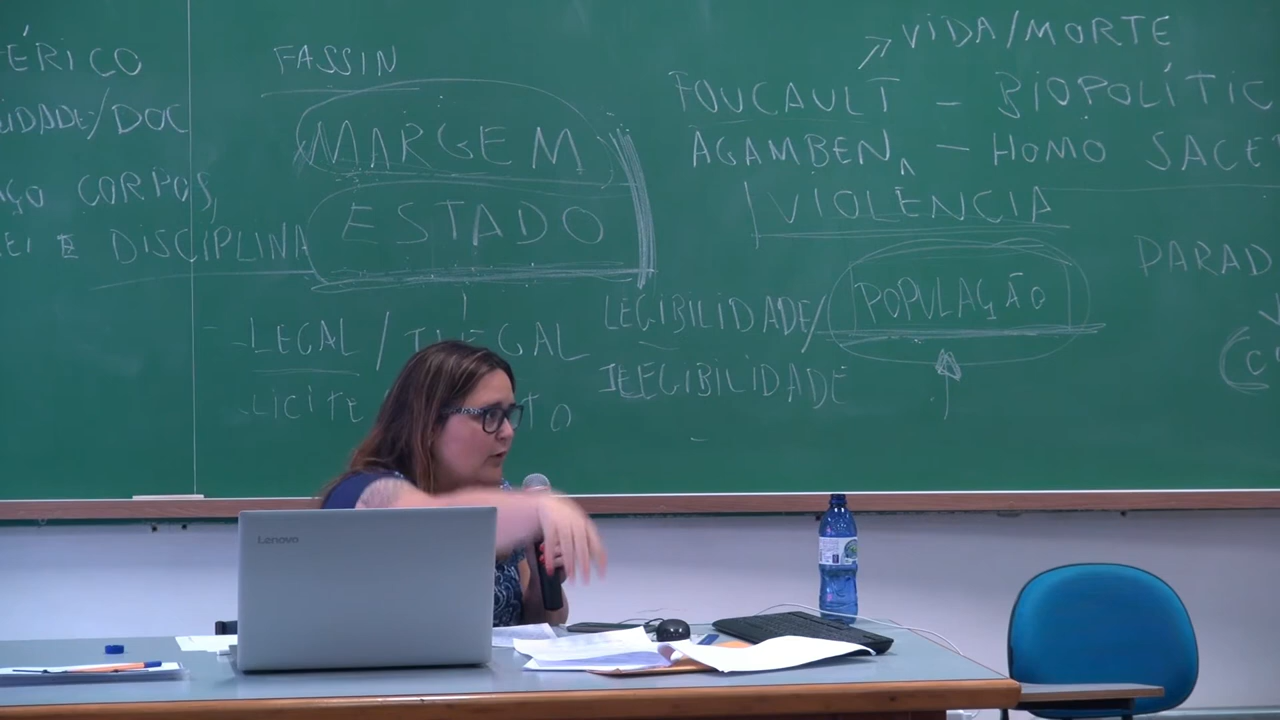 ÉRICO
IDADE/DOC
ÇO CORPOS,
EI E DISCIPLINA
FASSIN
MARGEM
ESTADO
-LEGAL / ILEGAL
LEGIBILIDADE/ POPULAÇÃO
ILEGIBILIDADE
VIDA/MORTE
FOUCAULT - BIOPOLÍTIC
AGAMBEN - HOMO SACE
VIOLÊNCIA
PARAD
Lenovo